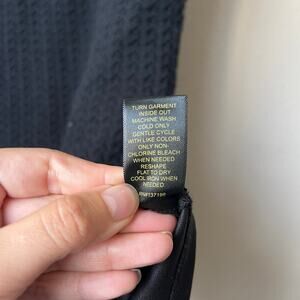 TURN GARMENT
INSIDE OUT
MACHINE WASH
COLD ONLY
GENTLE CYCLE
WITH LIKE COLORS
ONLY NON-
CHLORINE BLEACH
WHEN NEEDED
RESHAPE
FLAT TO DRY
COOL IRON WHEN
NEEDED